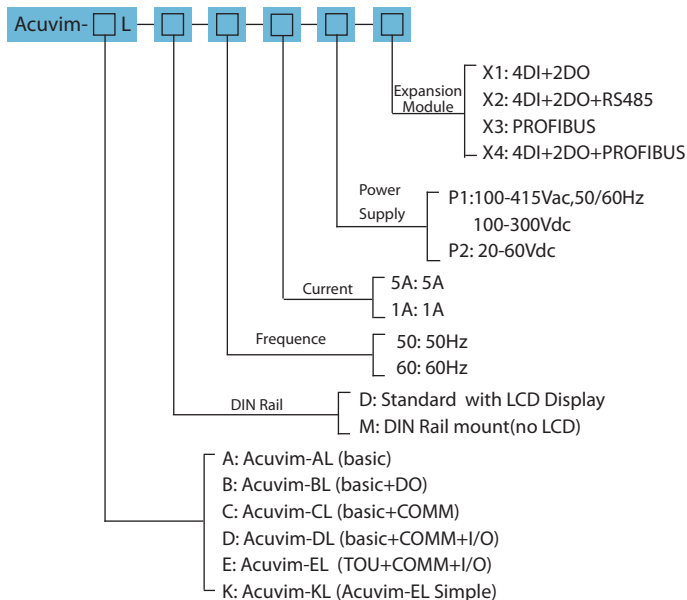 Acuvim- L
Expansion
Module
X1: 4DI+2DO
X2: 4DI+2DO+RS485
X3: PROFIBUS
X4: 4DI+2DO+PROFIBUS
Power
Supply
P1:100-415Vac,50/60Hz
100-300Vdc
P2: 20-60Vdc
Current
5A: 5A
1A: 1A
Frequence
50: 50Hz
60: 60Hz
DIN Rail
D: Standard with LCD Display
M: DIN Rail mount(no LCD)
A: Acuvim-AL (basic)
B: Acuvim-BL (basic+DO)
C: Acuvim-CL (basic+COMM)
D: Acuvim-DL (basic+COMM+I/O)
E: Acuvim-EL (TOU+COMM+I/O)
K: Acuvim-KL (Acuvim-EL Simple)